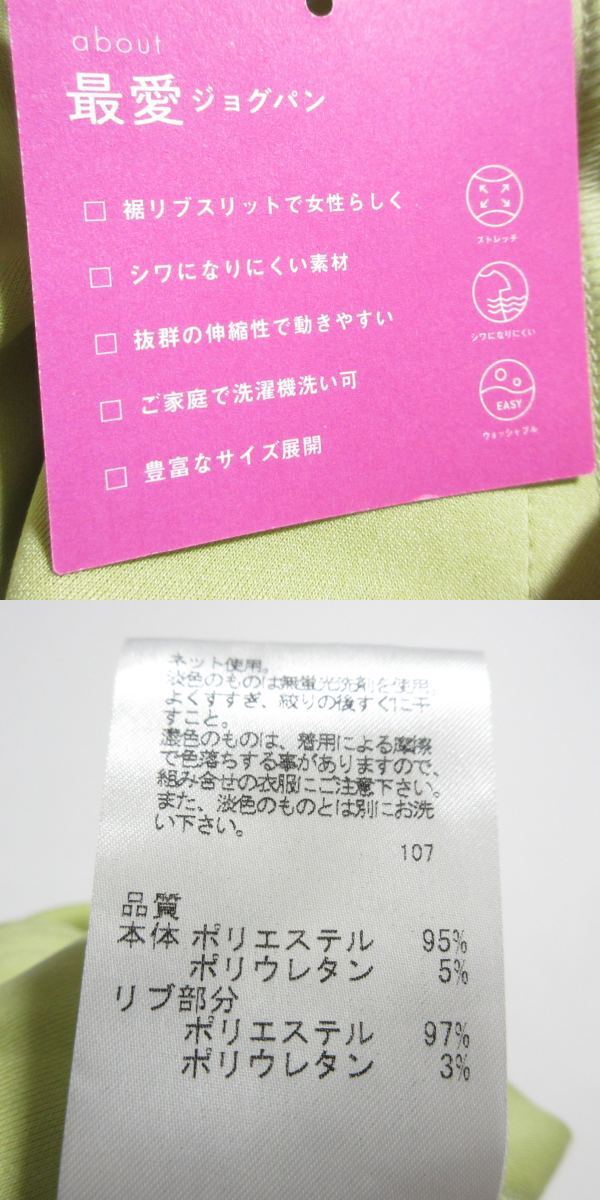 about
最愛ジョグパン
裾リブスリットで女性らしく
シワになりにくい素材
抜群の伸縮性で動きやすい
ご家庭で洗濯機洗い可
豊富なサイズ展開
ストレッチ
シワになりにくい
EASY
ウォッシャブル
ネット使用。
淡色のものは無蛍光洗剤を使用。
よくすすぎ、絞りの後すぐに干
すこと。
濃色のものは、着用による摩擦
で色落ちする事がありますので、
組み合せの衣服にご注意下さい。
また、淡色のものとは別にお洗
い下さい。
107
品質
本体 ポリエステル 95%
ポリウレタン 5%
リブ部分
ポリエステル 97%
ポリウレタン 3%